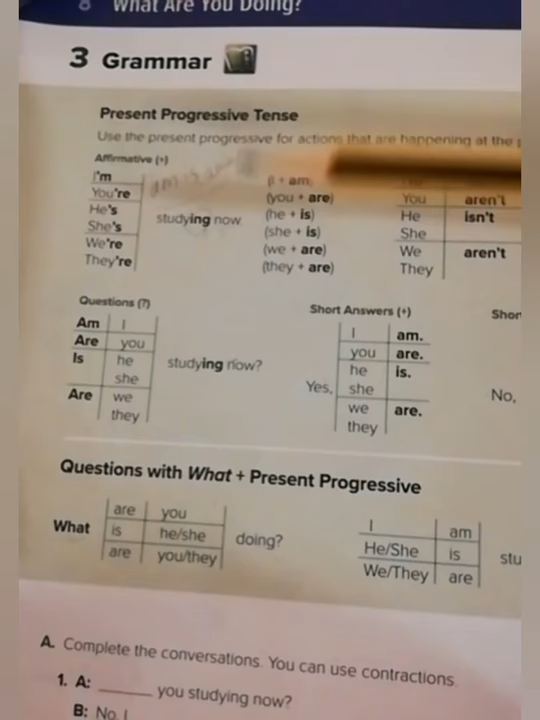 8 What Are You Doing?
3 Grammar
Present Progressive Tense
Use the present progressive for actions that are happening at the
Affirmative (+)
I'm
You're
He's
She's
We're
They're
studying now.
(I + am)
(you + are)
(he + is)
(she + is)
(we + are)
(they + are)
You aren't
He isn't
She
We aren't
They
Questions (?)
Am I
Are you
Is he
she
Are we
they
studying now?
Short Answers (+)
Yes,
I am.
you are.
he is.
she
we are.
they
No,
Questions with What + Present Progressive
What
are you
is he/she
are you/they
doing?
I am
He/She is
We/They are
A. Complete the conversations. You can use contractions.
1. A: ______ you studying now?
B: No, I